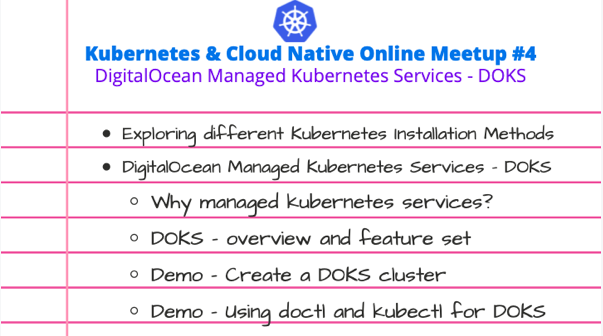 Kubernetes & Cloud Native Online Meetup #4
DigitalOcean Managed Kubernetes Services - DOKS
• Exploring different Kubernetes Installation Methods
• DigitalOcean Managed Kubernetes Services - DOKS
○ Why managed kubernetes services?
○ DOKS - overview and feature set
○ Demo - Create a DOKS cluster
○ Demo - Using doctl and kubectl for DOKS